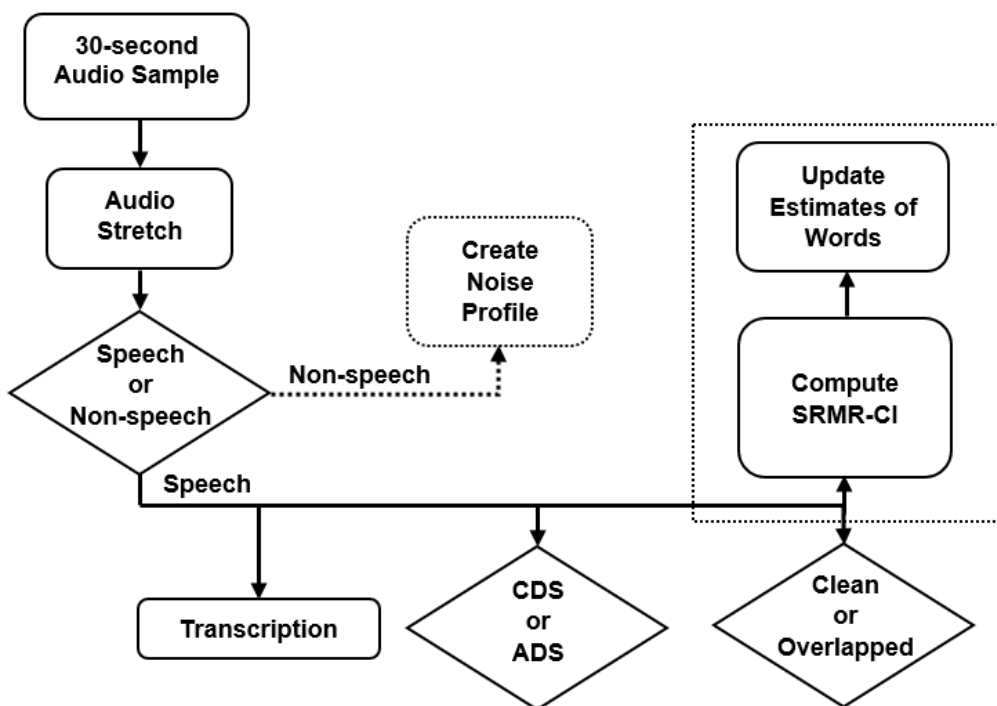 30-second
Audio Sample
Audio
Stretch
Speech
or
Non-speech
Non-speech
Create
Noise
Profile
Speech
Transcription
CDS
or
ADS
Clean
or
Overlapped
Compute
SRMR-CI
Update
Estimates of
Words